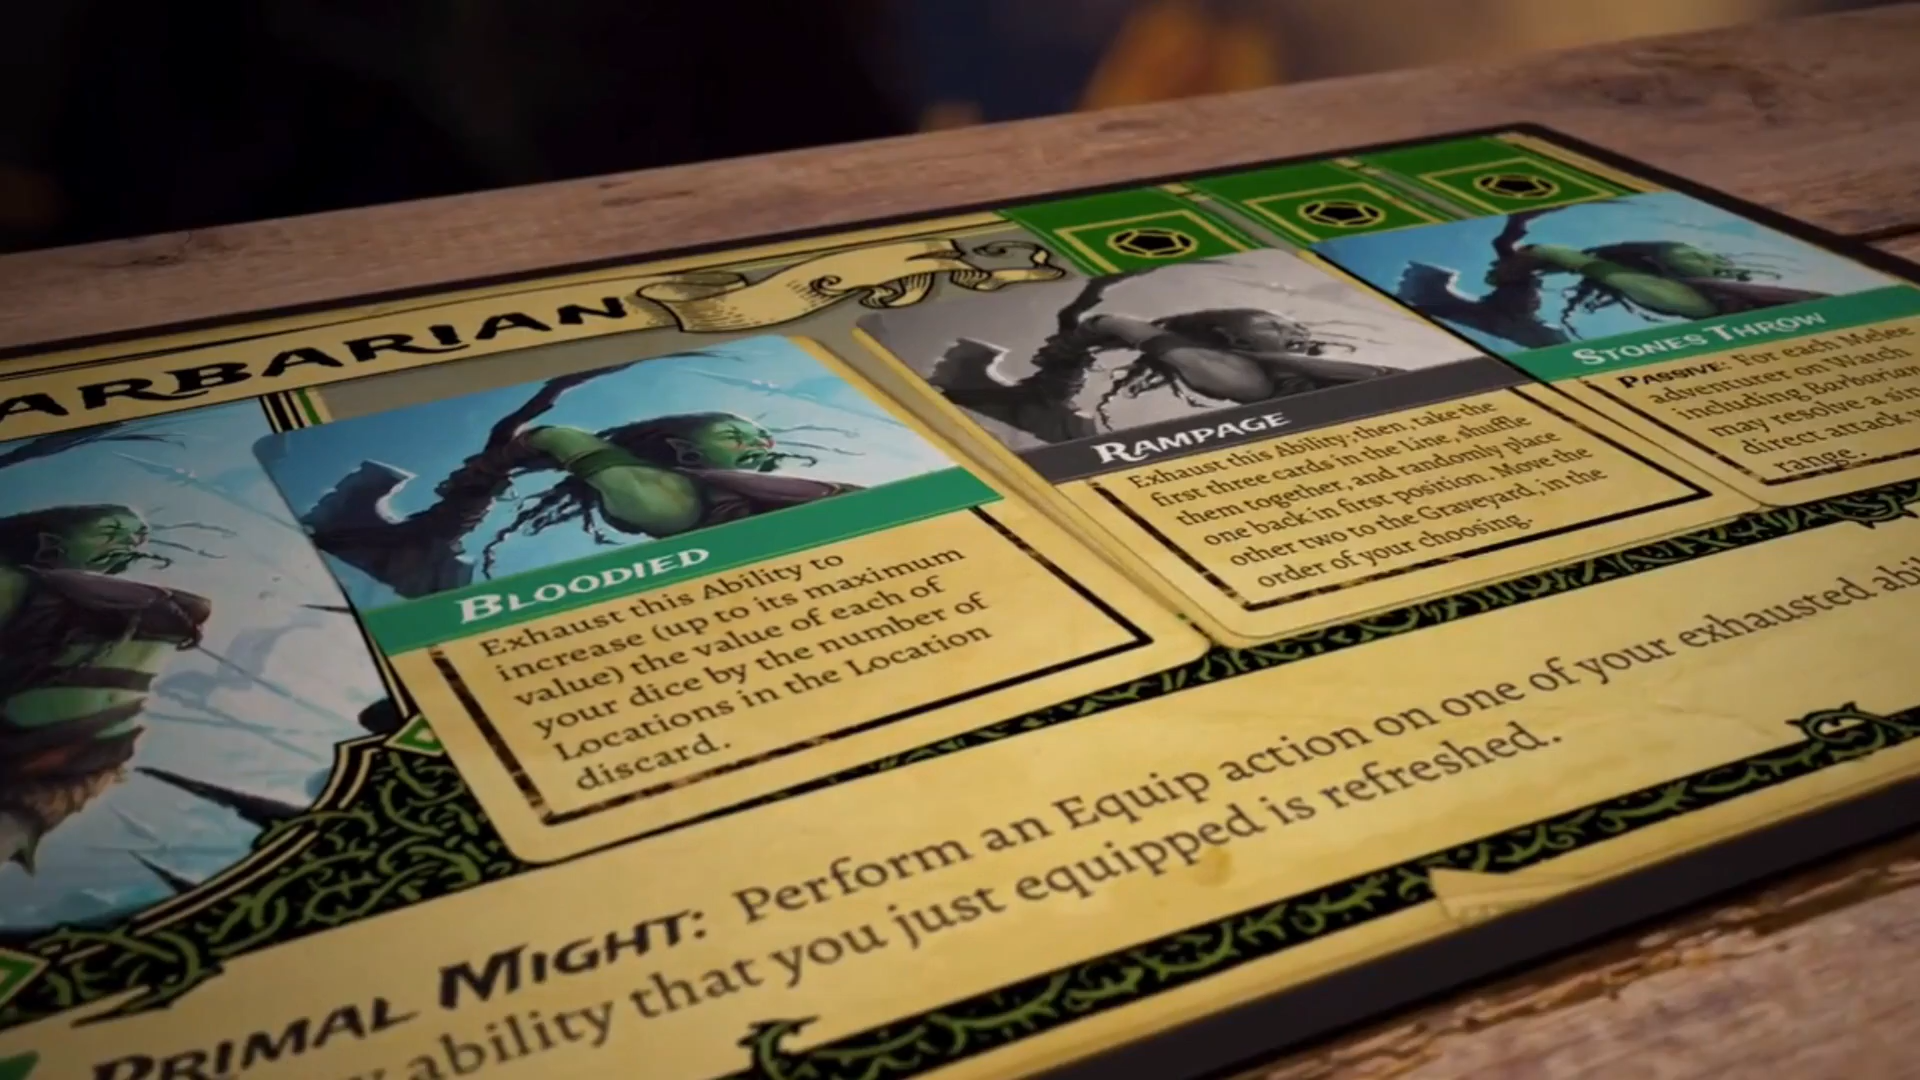 ARBARIAN
BLOODIED
Exhaust this Ability to
increase (up to its maximum
value) the value of each of
your dice by the number of
Locations in the Location
discard.
RAMPAGE
Exhaust this Ability; then, take the
first three cards in the Line, shuffle
them together, and randomly place
one back in first position. Move the
other two to the Graveyard, in the
order of your choosing.
STONES THROW
PASSIVE: For each Melee
adventurer on Watch
including Barbarian
may resolve a
direct attack
range.
PRIMAL MIGHT: Perform an Equip action on one of your exhausted
ability that you just equipped is refreshed.